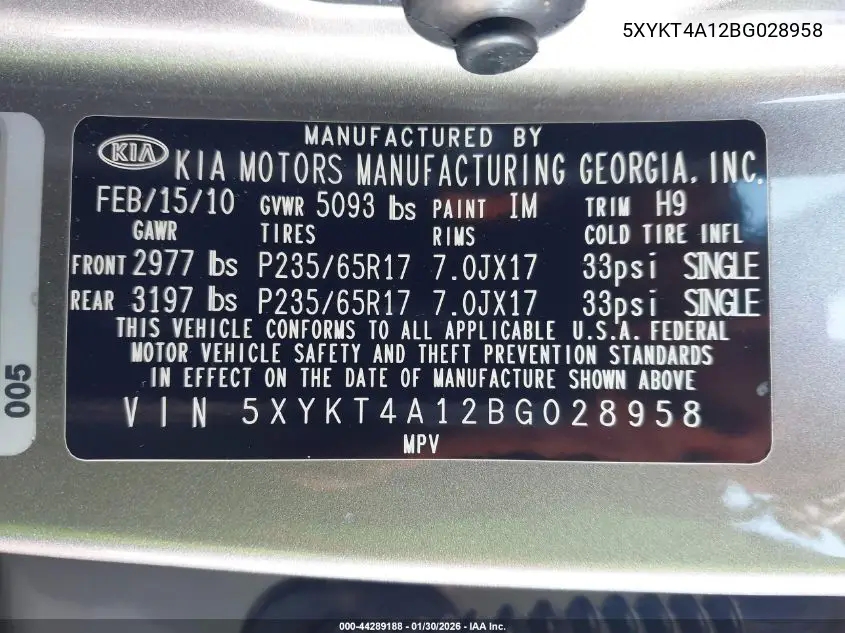 5XYKT4A12BG028958
MANUFACTURED BY
KIA KIA MOTORS MANUFACTURING GEORGIA, INC.
FEB/15/10 GVWR 5093 lbs PAINT IM TRIM H9
GAWR TIRES RIMS COLD TIRE INFL
FRONT 2977 lbs P235/65R17 7.0JX17 33psi SINGLE
REAR 3197 lbs P235/65R17 7.0JX17 33psi SINGLE
THIS VEHICLE CONFORMS TO ALL APPLICABLE U.S.A. FEDERAL
MOTOR VEHICLE SAFETY AND THEFT PREVENTION STANDARDS
IN EFFECT ON THE DATE OF MANUFACTURE SHOWN ABOVE
VIN 5XYKT4A12BG028958
MPV
005
000-44289188 - 01/30/2026 - IAA Inc.